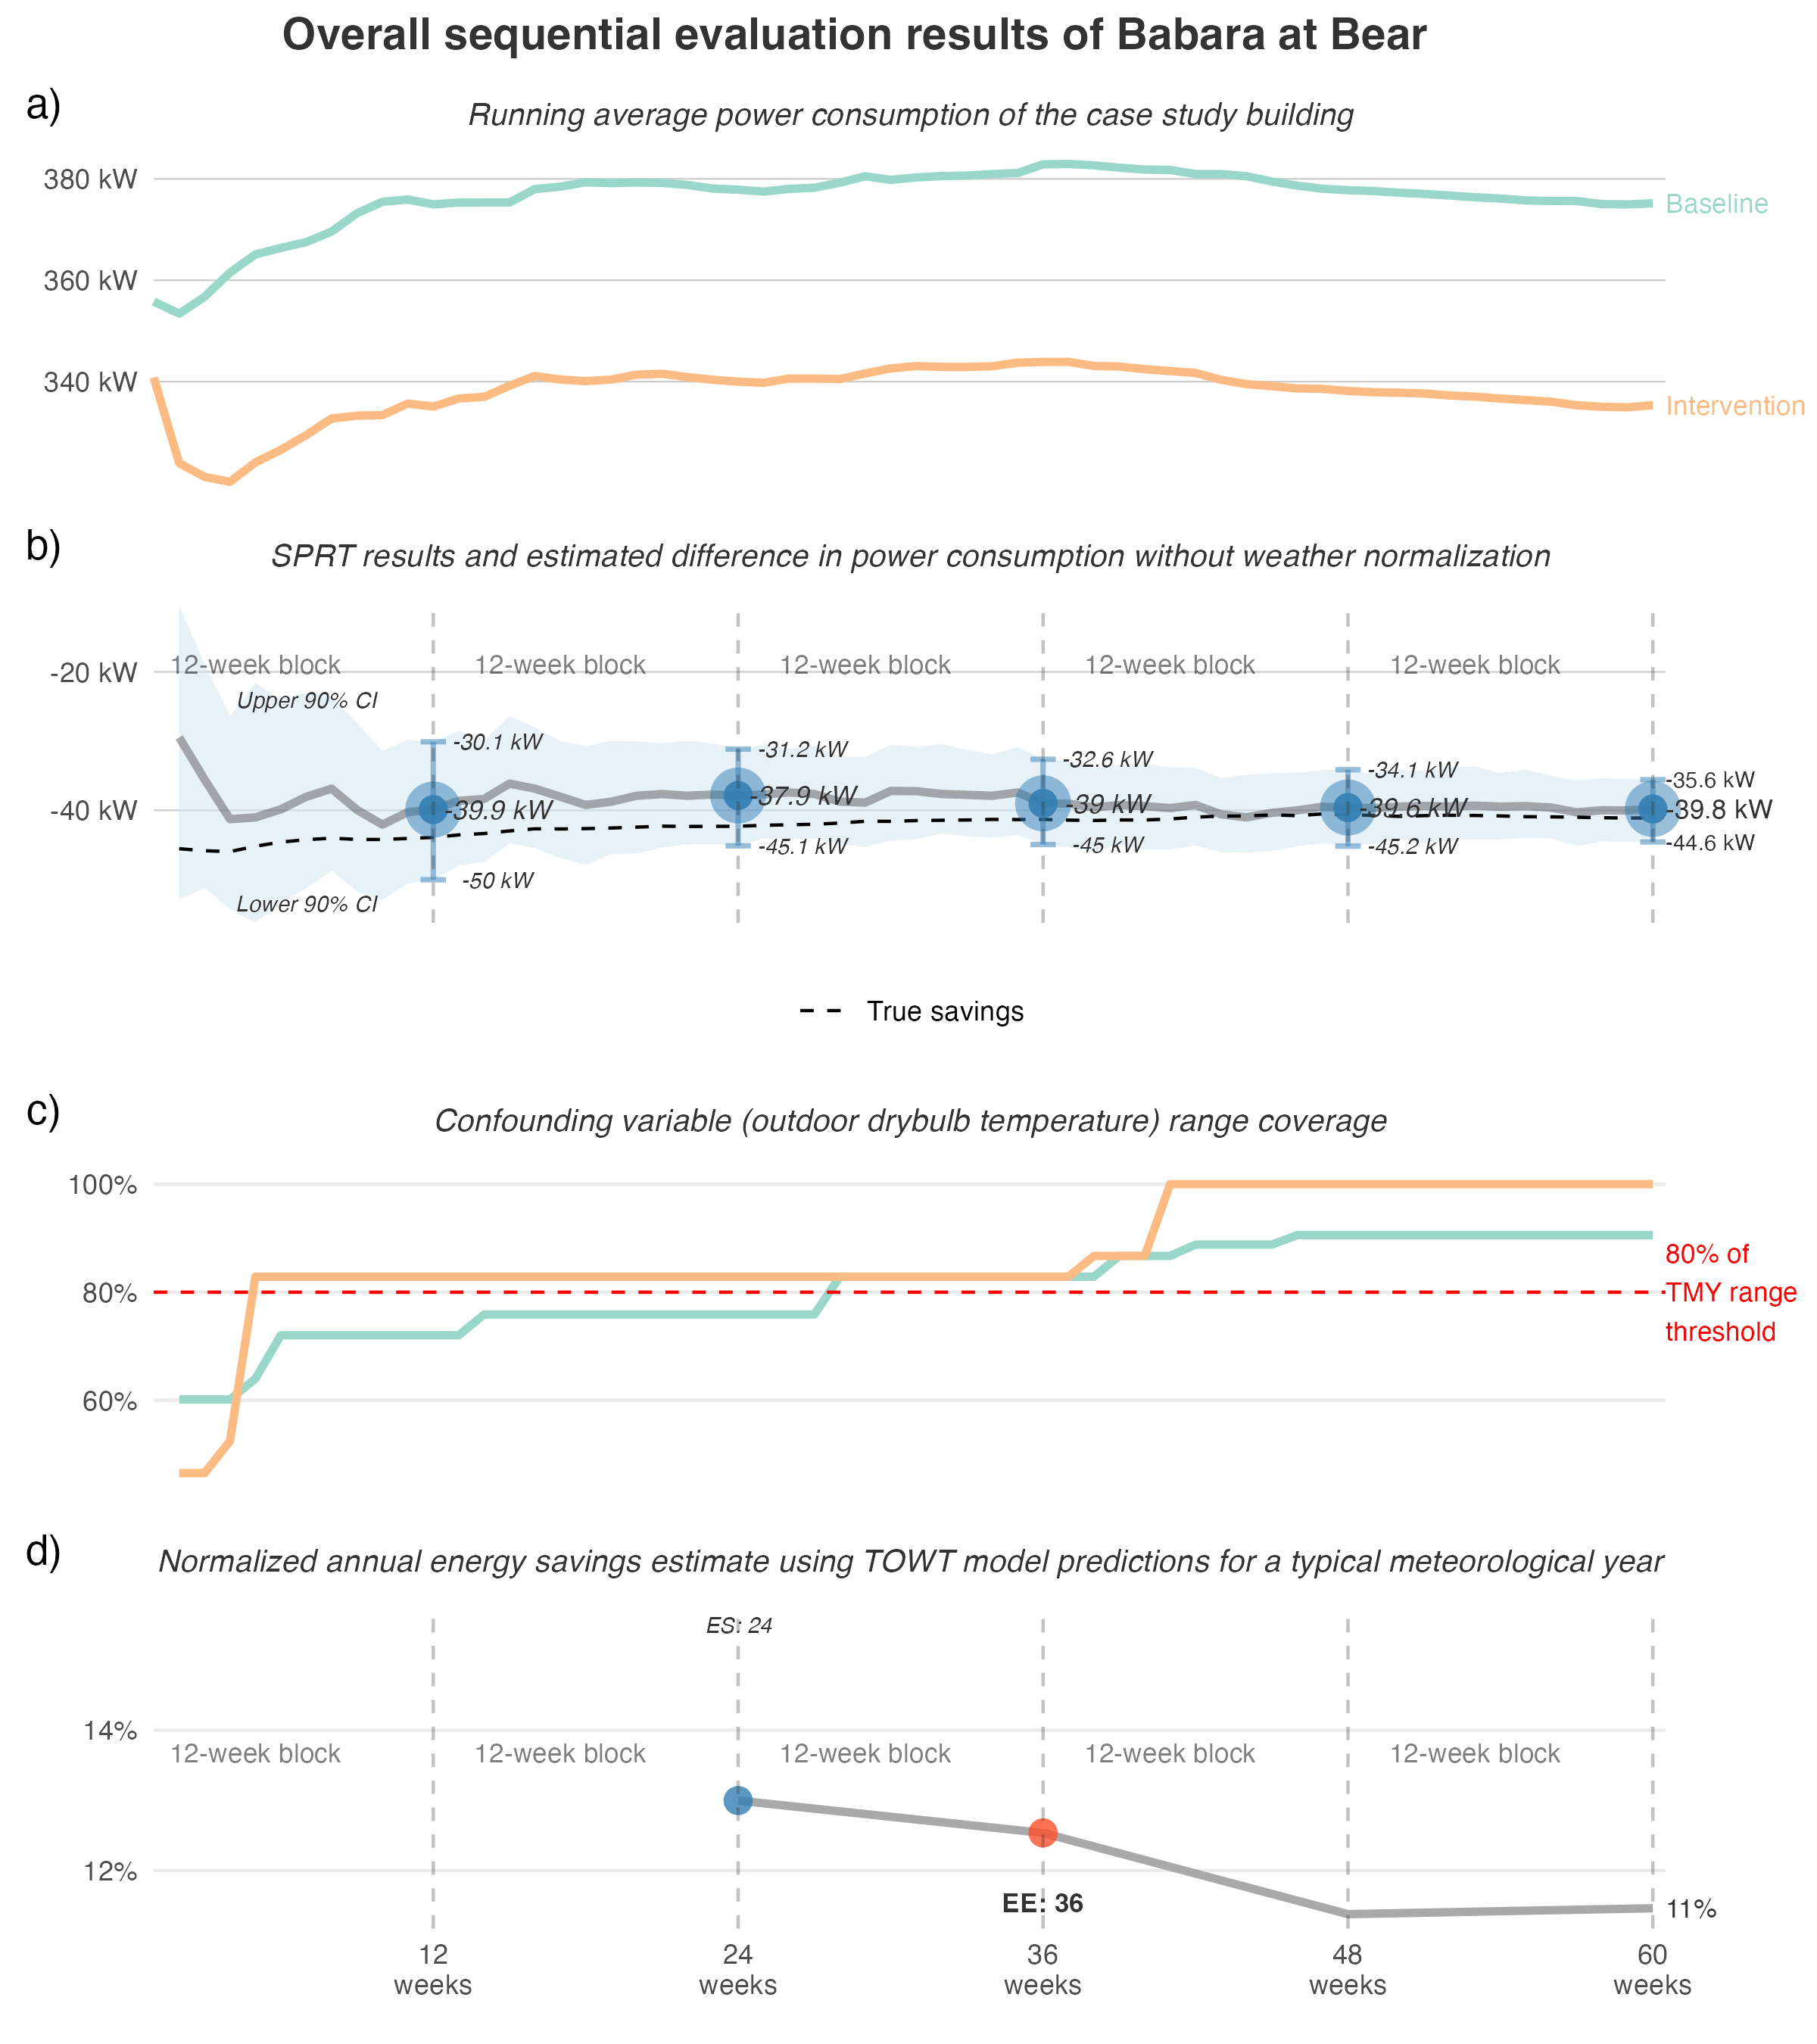 Overall sequential evaluation results of Babara at Bear
a)
Running average power consumption of the case study building
380 kW
360 kW
340 kW
Baseline
Intervention
b)
SPRT results and estimated difference in power consumption without weather normalization
12-week block 12-week block 12-week block 12-week block 12-week block
-20 kW
-40 kW
Upper 90% CI
Lower 90% CI
-30.1 kW
-39.9 kW
-50 kW
-31.2 kW
-37.9 kW
-45.1 kW
-32.6 kW
-39 kW
-45 kW
-34.1 kW
-39.6 kW
-45.2 kW
-35.6 kW
-39.8 kW
-44.6 kW
True savings
c)
Confounding variable (outdoor drybulb temperature) range coverage
100%
80%
60%
80% of
TMY range
threshold
d)
Normalized annual energy savings estimate using TOWT model predictions for a typical meteorological year
ES: 24
14%
12-week block 12-week block 12-week block 12-week block 12-week block
12%
EE: 36
11%
12 24 36 48 60
weeks weeks weeks weeks weeks